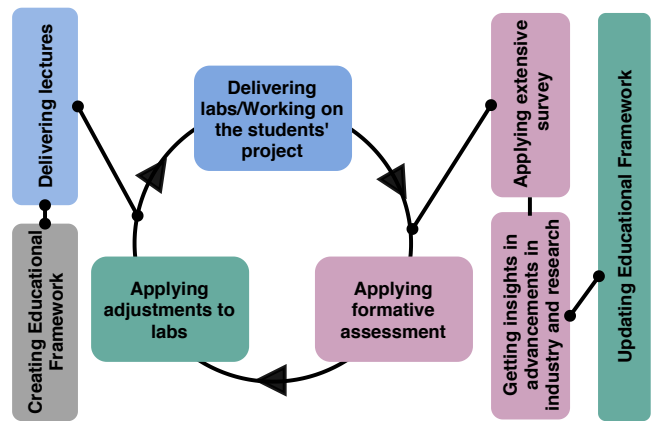 Delivering lectures
Creating Educational
Framework
Delivering
labs/Working on
the students'
project
Applying
adjustments to
labs
Applying
formative
assessment
Applying extensive
survey
Getting insights in
advancements in
industry and research
Updating Educational Framework